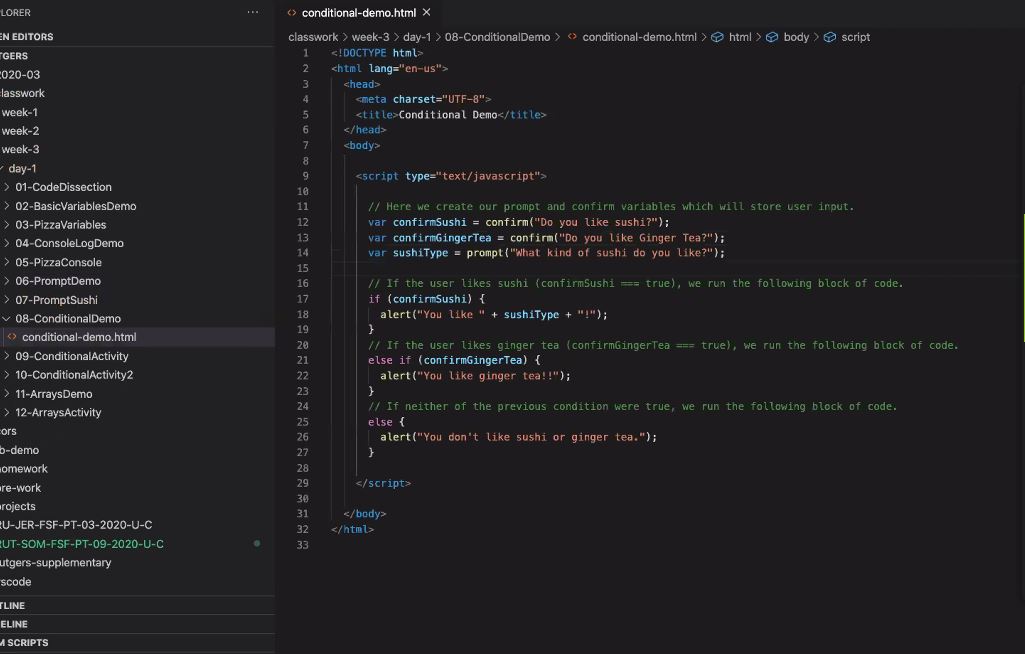 PLORER ···
EN EDITORS
TGERS
2020-03
lasswork
week-1
week-2
week-3
day-1
01-CodeDissection
02-BasicVariablesDemo
03-PizzaVariables
04-ConsoleLogDemo
05-PizzaConsole
06-PromptDemo
07-PromptSushi
08-ConditionalDemo
<> conditional-demo.html
09-ConditionalActivity
10-ConditionalActivity2
11-ArraysDemo
12-ArraysActivity
ors
b-demo
omework
re-work
rojects
RU-JER-FSF-PT-03-2020-U-C
RUT-SOM-FSF-PT-09-2020-U-C
utgers-supplementary
scode
TLINE
ELINE
M SCRIPTS
<> conditional-demo.html ×
classwork > week-3 > day-1 > 08-ConditionalDemo > <> conditional-demo.html > html > body > script
1 <!DOCTYPE html>
2 <html lang="en-us">
3 <head>
4 <meta charset="UTF-8">
5 <title>Conditional Demo</title>
6 </head>
7 <body>
8
9 <script type="text/javascript">
10
11 // Here we create our prompt and confirm variables which will store user input.
12 var confirmSushi = confirm("Do you like sushi?");
13 var confirmGingerTea = confirm("Do you like Ginger Tea?");
14 var sushiType = prompt("What kind of sushi do you like?");
15
16 // If the user likes sushi (confirmSushi === true), we run the following block of code.
17 if (confirmSushi) {
18 alert("You like " + sushiType + "!");
19 }
20 // If the user likes ginger tea (confirmGingerTea === true), we run the following block of code.
21 else if (confirmGingerTea) {
22 alert("You like ginger tea!!");
23 }
24 // If neither of the previous condition were true, we run the following block of code.
25 else {
26 alert("You don't like sushi or ginger tea.");
27 }
28
29 </script>
30
31 </body>
32 </html>
33